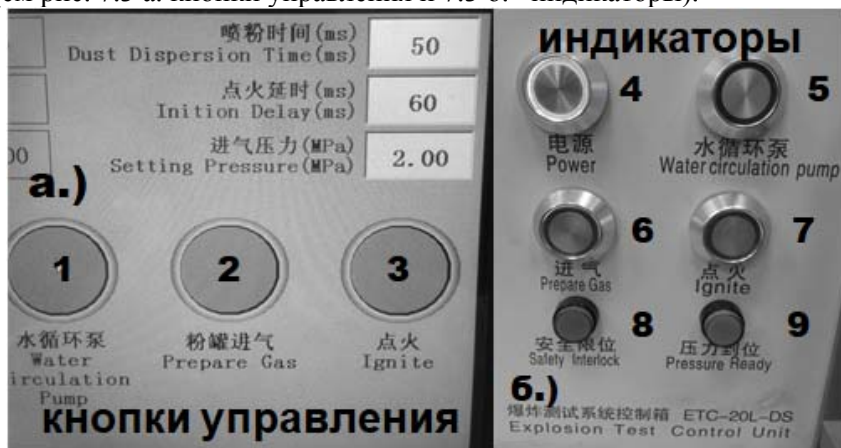 рис. 7.5-а. кнопки управления и 7.5-б. - индикаторы).
喷粉时间(ms)
Dust Dispersion Time(ms)
50
点火延时(ms)
Inition Delay(ms)
60
进气压力(MPa)
Setting Pressure(MPa)
2.00
00
а.)
1
2
3
水循环泵
Water
irculation
Pump
粉罐进气
Prepare Gas
点火
Ignite
кнопки управления
индикаторы
4
5
电源
Power
水循环泵
Water circulation pump
6
7
进气
Prepare Gas
点火
Ignite
8
9
安全限位
Safety Interlock
压力到位
Pressure Ready
б.)
爆炸测试系统控制箱 ETC-20L-DS
Explosion Test Control Unit